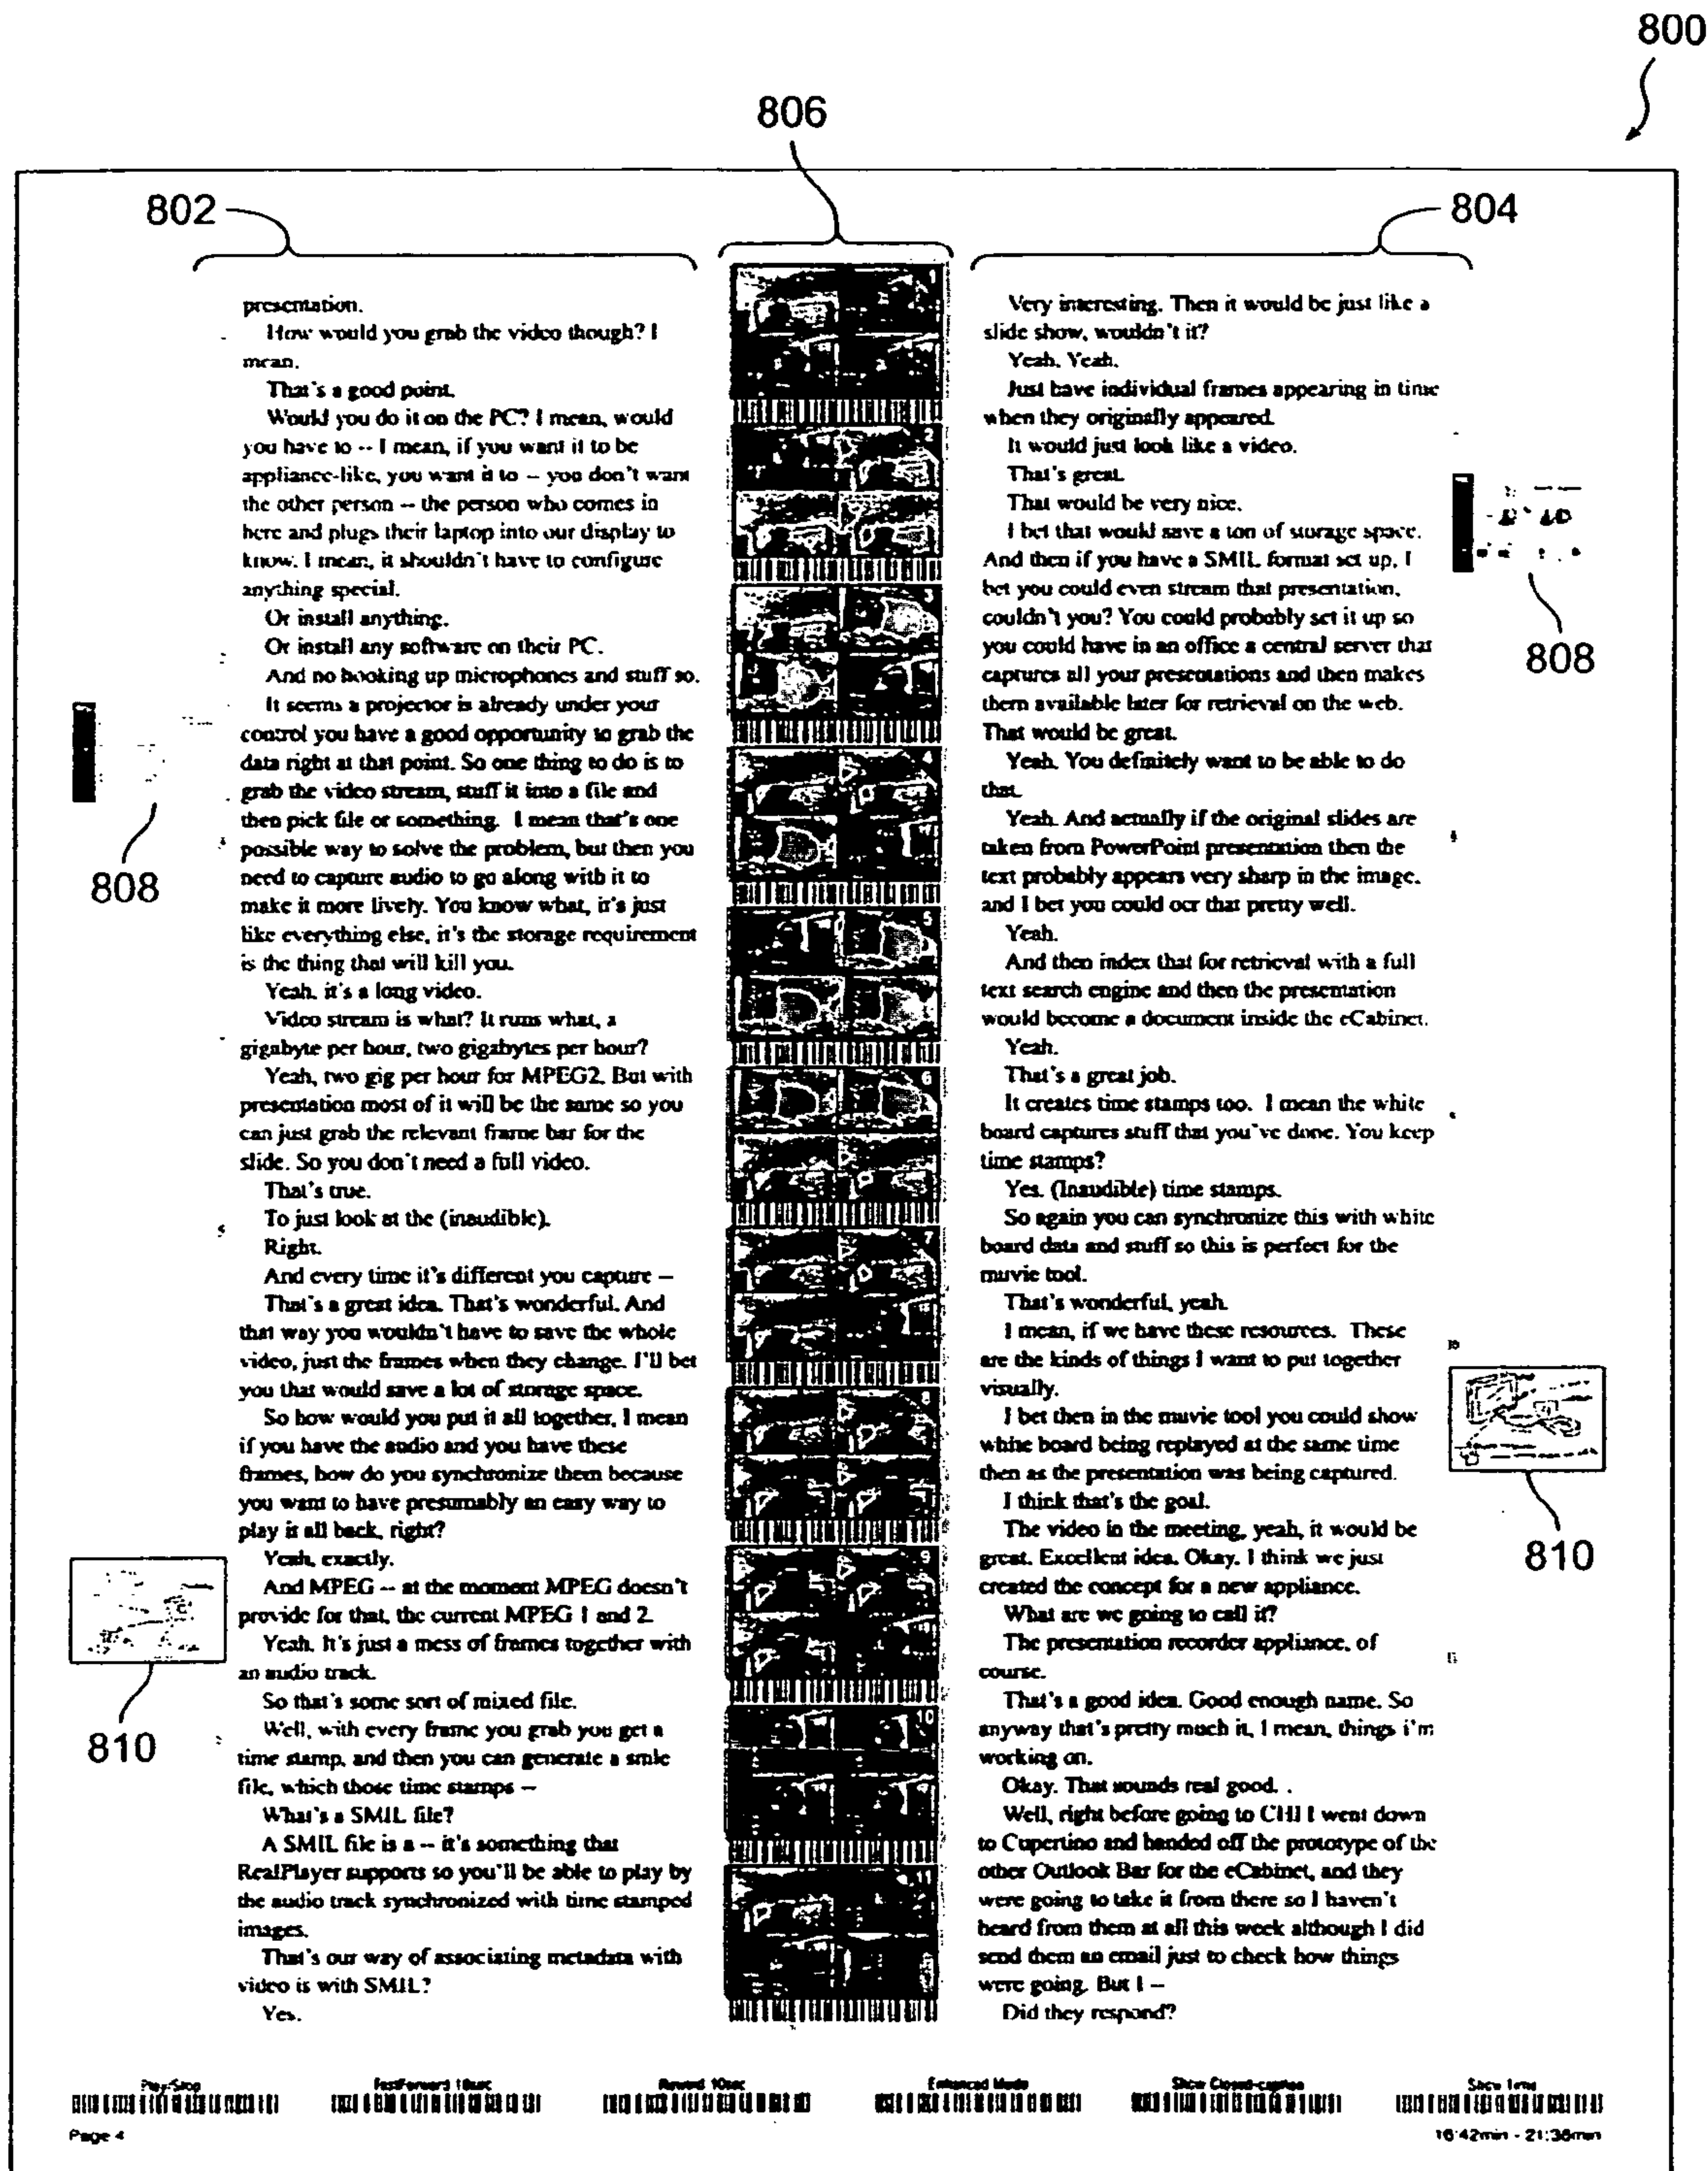 800
806
802
804
presentation.
How would you grab the video though? I
mean.
That's a good point.
Would you do it on the PC? I mean, would
you have to -- I mean, if you want it to be
appliance-like, you want it to -- you don't want
the other person -- the person who comes in
here and plugs their laptop into our display to
know. I mean, it shouldn't have to configure
anything special.
Or install anything.
Or install any software on their PC.
And no hooking up microphones and stuff so.
It seems a projector is already under your
control you have a good opportunity to grab the
data right at that point. So one thing to do is to
grab the video stream, stuff it into a file and
then pick file or something. I mean that's one
possible way to solve the problem, but then you
need to capture audio to go along with it to
make it more lively. You know what, it's just
like everything else, it's the storage requirement
is the thing that will kill you.
Yeah, it's a long video.
Video stream is what? It runs what, a
gigabyte per hour, two gigabytes per hour?
Yeah, two gig per hour for MPEG2. But with
presentation most of it will be the same so you
can just grab the relevant frame bar for the
slide. So you don't need a full video.
That's true.
To just look at the (inaudible).
Right.
And every time it's different you capture --
That's a great idea. That's wonderful. And
that way you wouldn't have to save the whole
video, just the frames when they change. I'll bet
you that would save a lot of storage space.
So how would you put it all together, I mean
if you have the audio and you have these
frames, how do you synchronize them because
you want to have presumably an easy way to
play it all back, right?
Yeah, exactly.
And MPEG -- at the moment MPEG doesn't
provide for that, the current MPEG 1 and 2.
Yeah. It's just a mess of frames together with
an audio track.
So that's some sort of mixed file.
Well, with every frame you grab you get a
time stamp, and then you can generate a smle
file, which those time stamps --
What's a SMIL file?
A SMIL file is a -- it's something that
RealPlayer supports so you'll be able to play by
the audio track synchronized with time stamped
images.
That's our way of associating metadata with
video is with SMIL?
Yes.
808
810
1
2
3
4
5
6
7
8
9
10
11
Very interesting. Then it would be just like a
slide show, wouldn't it?
Yeah. Yeah.
Just have individual frames appearing in time
when they originally appeared.
It would just look like a video.
That's great.
That would be very nice.
I bet that would save a ton of storage space.
And then if you have a SMIL format set up, I
bet you could even stream that presentation,
couldn't you? You could probably set it up so
you could have in an office a central server that
captures all your presentations and then makes
them available later for retrieval on the web.
That would be great.
Yeah. You definitely want to be able to do
that.
Yeah. And actually if the original slides are
taken from PowerPoint presentation then the
text probably appears very sharp in the image.
and I bet you could ocr that pretty well.
Yeah.
And then index that for retrieval with a full
text search engine and then the presentation
would become a document inside the eCabinet.
Yeah.
That's a great job.
It creates time stamps too. I mean the white
board captures stuff that you've done. You keep
time stamps?
Yes. (Inaudible) time stamps.
So again you can synchronize this with white
board data and stuff so this is perfect for the
muvie tool.
That's wonderful, yeah.
I mean, if we have these resources. These
are the kinds of things I want to put together
visually.
I bet then in the muvie tool you could show
white board being replayed at the same time
then as the presentation was being captured.
I think that's the goal.
The video in the meeting, yeah, it would be
great. Excellent idea. Okay. I think we just
created the concept for a new appliance.
What are we going to call it?
The presentation recorder appliance, of
course.
That's a good idea. Good enough name. So
anyway that's pretty much it, I mean, things i'm
working on.
Okay. That sounds real good. .
Well, right before going to CHI I went down
to Cupertino and handed off the prototype of the
other Outlook Bar for the eCabinet, and they
were going to take it from there so I haven't
heard from them at all this week although I did
send them an email just to check how things
were going. But I --
Did they respond?
808
810
Play/Stop
FastForward 10sec
Rewind 10sec
Enhanced Mode
Show Closed-caption
Show Time
Page 4
16:42min - 21:36min